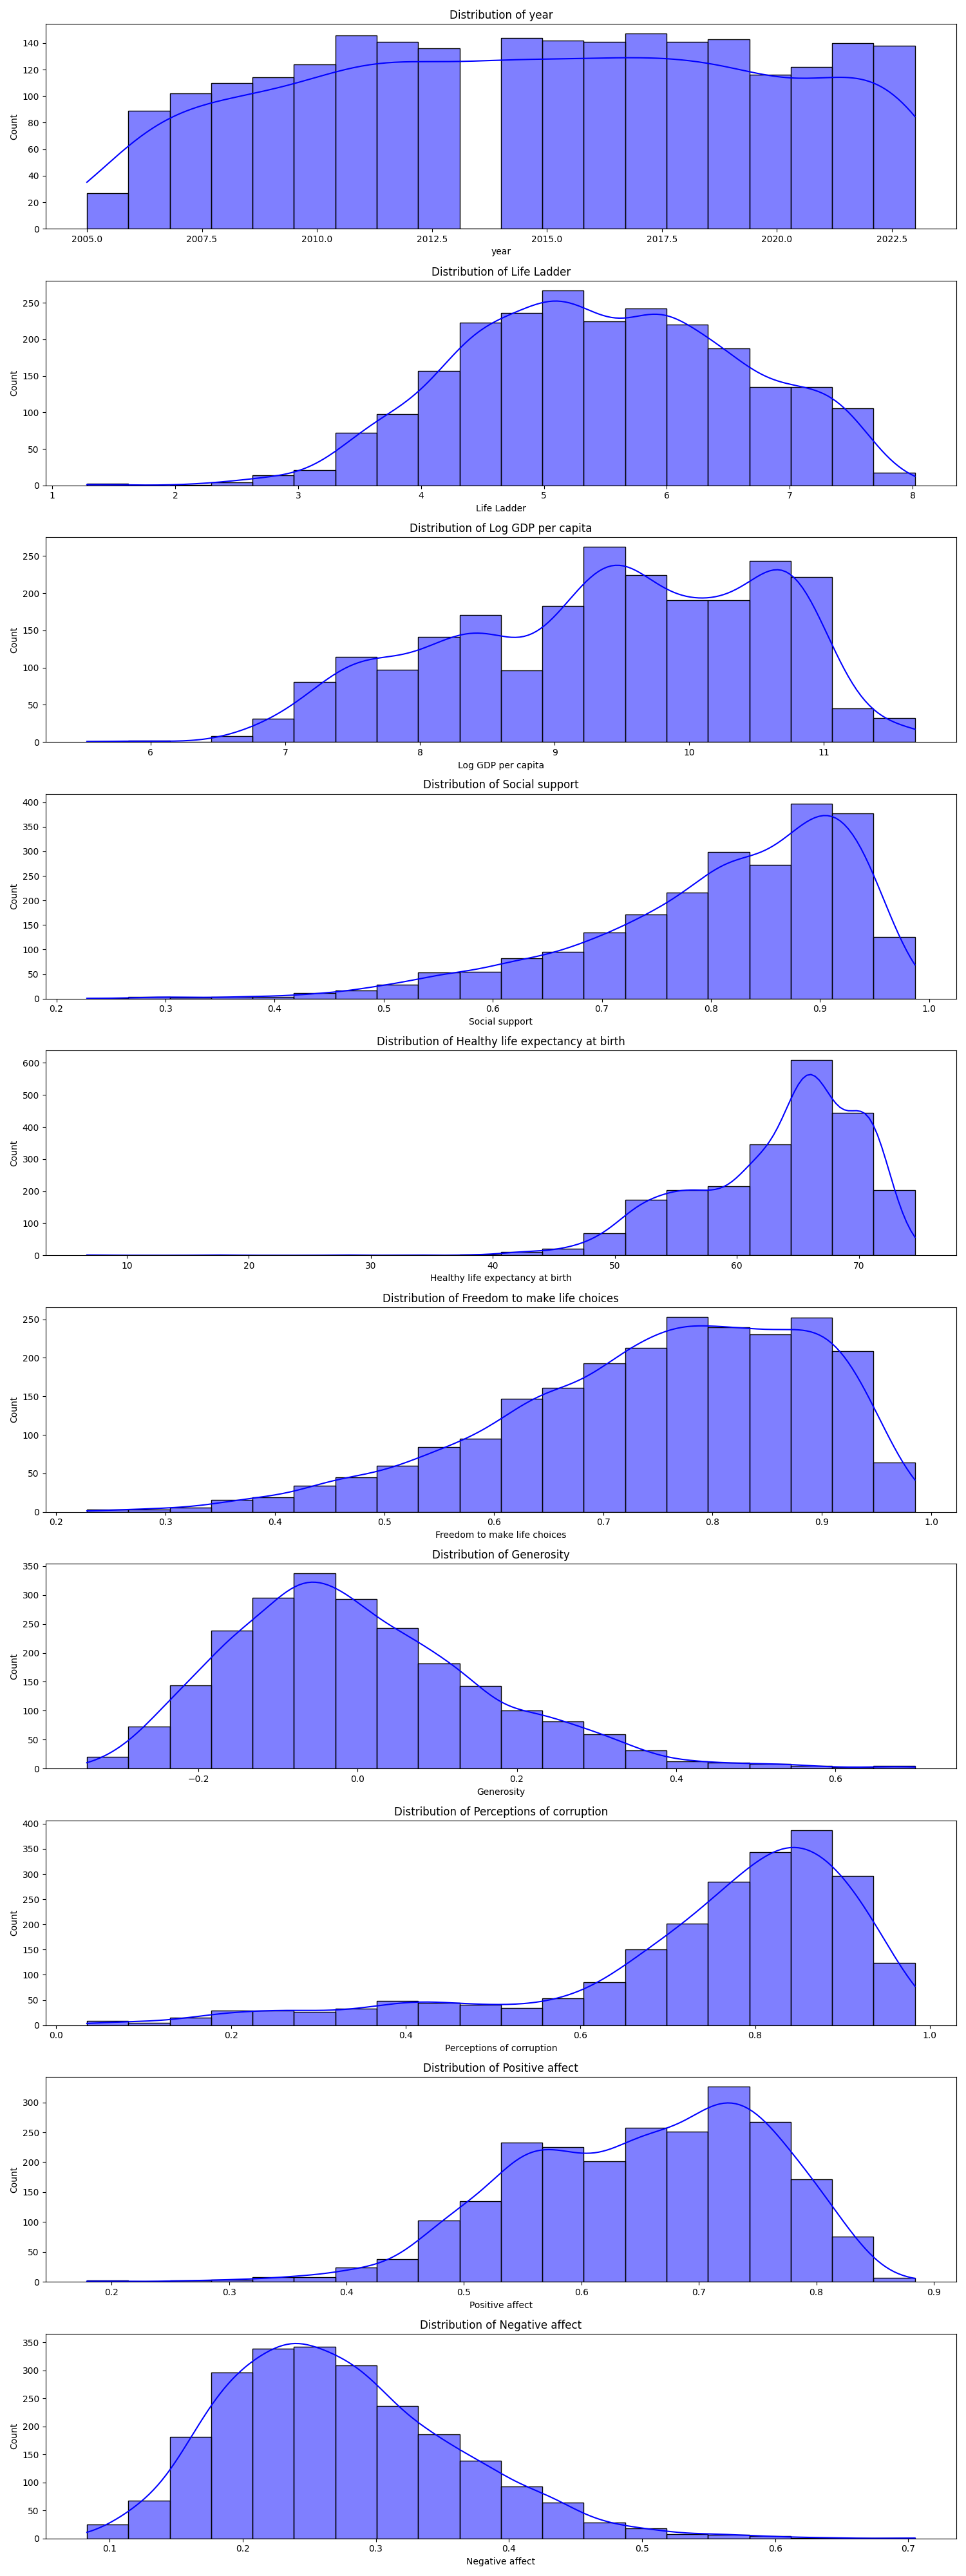 Distribution of year
140
120
100
80
60
40
20
0
Count
2005.0 2007.5 2010.0 2012.5 2015.0 2017.5 2020.0 2022.5
year
Distribution of Life Ladder
250
200
150
100
50
0
Count
1 2 3 4 5 6 7 8
Life Ladder
Distribution of Log GDP per capita
250
200
150
100
50
0
Count
6 7 8 9 10 11
Log GDP per capita
Distribution of Social support
400
350
300
250
200
150
100
50
0
Count
0.2 0.3 0.4 0.5 0.6 0.7 0.8 0.9 1.0
Social support
Distribution of Healthy life expectancy at birth
600
500
400
300
200
100
0
Count
10 20 30 40 50 60 70
Healthy life expectancy at birth
Distribution of Freedom to make life choices
250
200
150
100
50
0
Count
0.2 0.3 0.4 0.5 0.6 0.7 0.8 0.9 1.0
Freedom to make life choices
Distribution of Generosity
350
300
250
200
150
100
50
0
Count
−0.2 0.0 0.2 0.4 0.6
Generosity
Distribution of Perceptions of corruption
400
350
300
250
200
150
100
50
0
Count
0.0 0.2 0.4 0.6 0.8 1.0
Perceptions of corruption
Distribution of Positive affect
300
250
200
150
100
50
0
Count
0.2 0.3 0.4 0.5 0.6 0.7 0.8 0.9
Positive affect
Distribution of Negative affect
350
300
250
200
150
100
50
0
Count
0.1 0.2 0.3 0.4 0.5 0.6 0.7
Negative affect